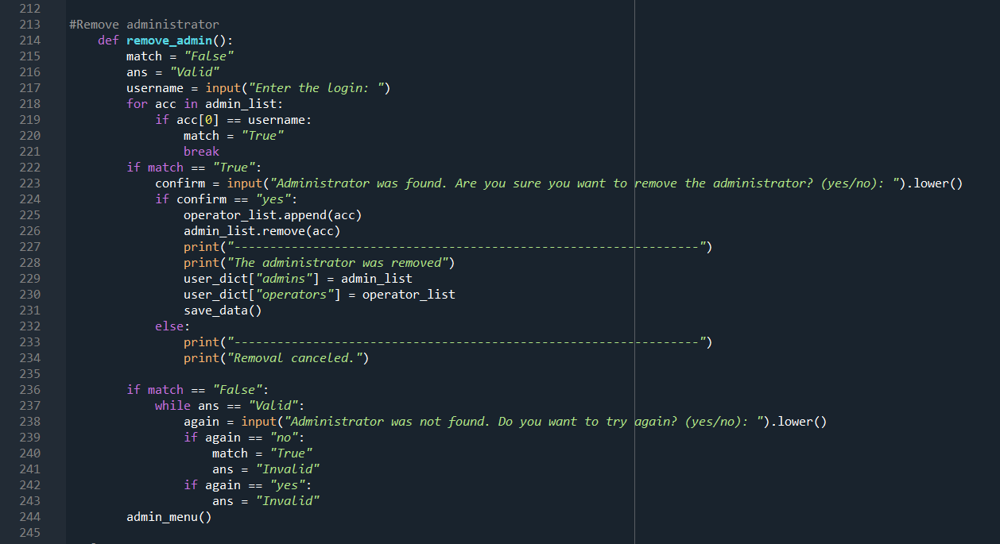 212
213 #Remove administrator
214     def remove_admin():
215         match = "False"
216         ans = "Valid"
217         username = input("Enter the login: ")
218         for acc in admin_list:
219             if acc[0] == username:
220                 match = "True"
221                 break
222         if match == "True":
223             confirm = input("Administrator was found. Are you sure you want to remove the administrator? (yes/no): ").lower()
224             if confirm == "yes":
225                 operator_list.append(acc)
226                 admin_list.remove(acc)
227                 print("-----------------------------------------------------------------")
228                 print("The administrator was removed")
229                 user_dict["admins"] = admin_list
230                 user_dict["operators"] = operator_list
231                 save_data()
232             else:
233                 print("-----------------------------------------------------------------")
234                 print("Removal canceled.")
235
236         if match == "False":
237             while ans == "Valid":
238                 again = input("Administrator was not found. Do you want to try again? (yes/no): ").lower()
239                 if again == "no":
240                     match = "True"
241                     ans = "Invalid"
242                 if again == "yes":
243                     ans = "Invalid"
244         admin_menu()
245